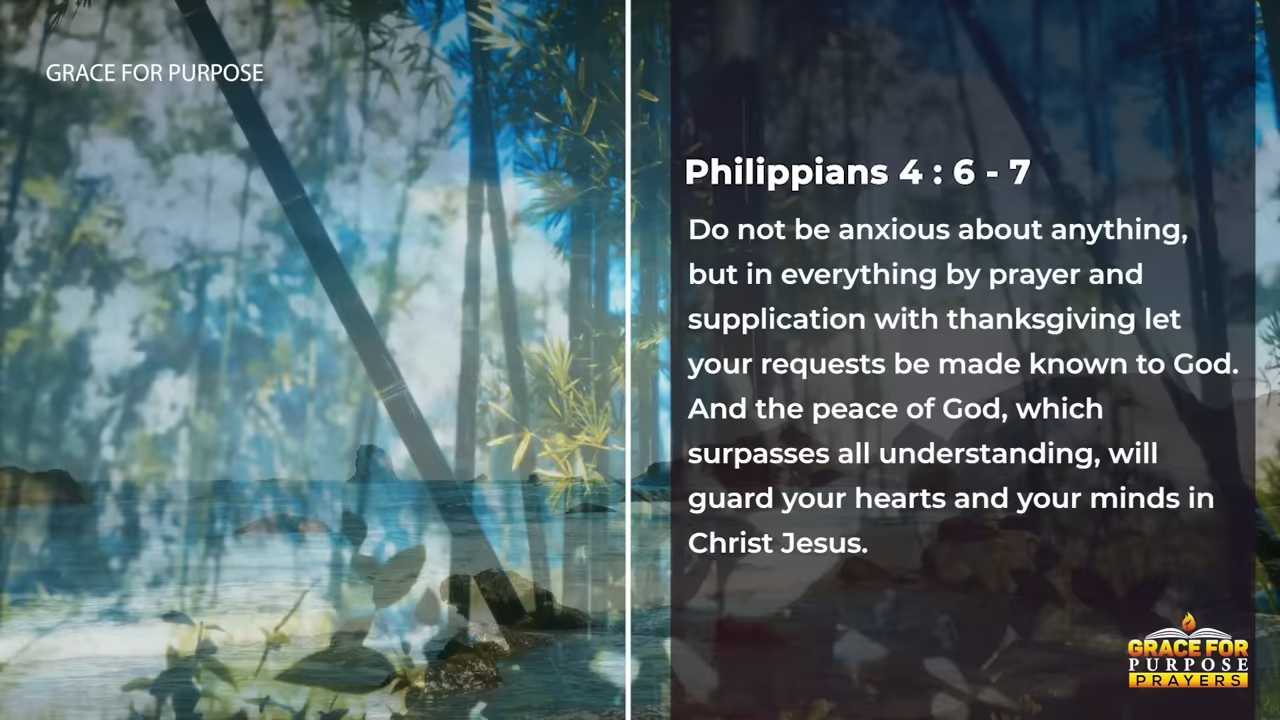 GRACE FOR PURPOSE
Philippians 4 : 6 - 7
Do not be anxious about anything,
but in everything by prayer and
supplication with thanksgiving let
your requests be made known to God.
And the peace of God, which
surpasses all understanding, will
guard your hearts and your minds in
Christ Jesus.
GRACE FOR
PURPOSE
PRAYERS